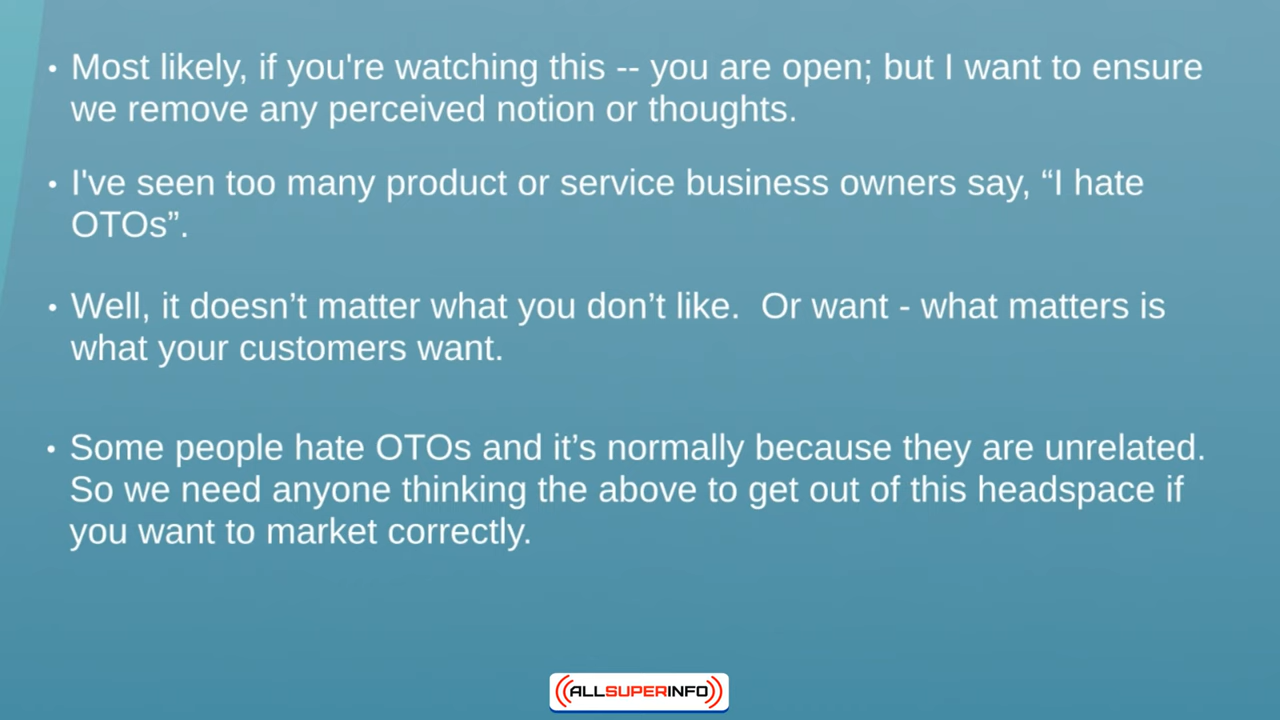 • Most likely, if you're watching this -- you are open; but I want to ensure
we remove any perceived notion or thoughts.
• I've seen too many product or service business owners say, “I hate
OTOs”.
• Well, it doesn’t matter what you don’t like.  Or want - what matters is
what your customers want.
• Some people hate OTOs and it’s normally because they are unrelated.
So we need anyone thinking the above to get out of this headspace if
you want to market correctly.
ALLSUPERINFO